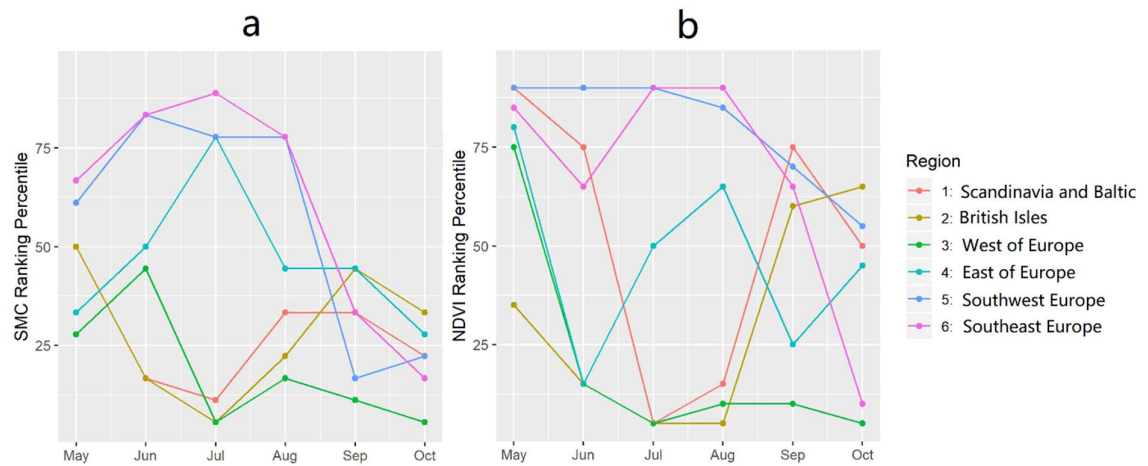 a
b
SMC Ranking Percentile
75
50
25
May Jun Jul Aug Sep Oct
NDVI Ranking Percentile
75
50
25
May Jun Jul Aug Sep Oct
Region
1: Scandinavia and Baltic
2: British Isles
3: West of Europe
4: East of Europe
5: Southwest Europe
6: Southeast Europe